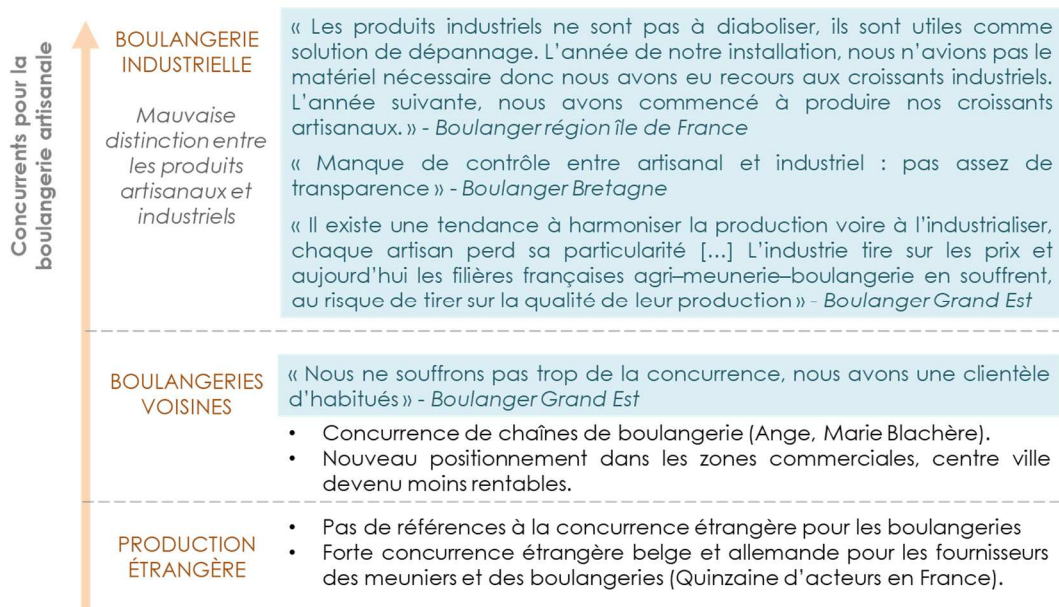 Concurrents pour la
boulangerie artisanale
BOULANGERIE
INDUSTRIELLE
Mauvaise
distinction entre
les produits
artisanaux et
industriels
« Les produits industriels ne sont pas à diaboliser, ils sont utiles comme
solution de dépannage. L'année de notre installation, nous n'avions pas le
matériel nécessaire donc nous avons eu recours aux croissants industriels.
L'année suivante, nous avons commencé à produire nos croissants
artisanaux. » - Boulanger région île de France
« Manque de contrôle entre artisanal et industriel : pas assez de
transparence » - Boulanger Bretagne
« Il existe une tendance à harmoniser la production voire à l'industrialiser,
chaque artisan perd sa particularité […] L'industrie tire sur les prix et
aujourd'hui les filières françaises agri–meunerie–boulangerie en souffrent,
au risque de tirer sur la qualité de leur production » - Boulanger Grand Est
BOULANGERIES
VOISINES
« Nous ne souffrons pas trop de la concurrence, nous avons une clientèle
d'habitués » - Boulanger Grand Est
• Concurrence de chaînes de boulangerie (Ange, Marie Blachère).
• Nouveau positionnement dans les zones commerciales, centre ville
devenu moins rentables.
PRODUCTION
ÉTRANGÈRE
• Pas de références à la concurrence étrangère pour les boulangeries
• Forte concurrence étrangère belge et allemande pour les fournisseurs
des meuniers et des boulangeries (Quinzaine d'acteurs en France).